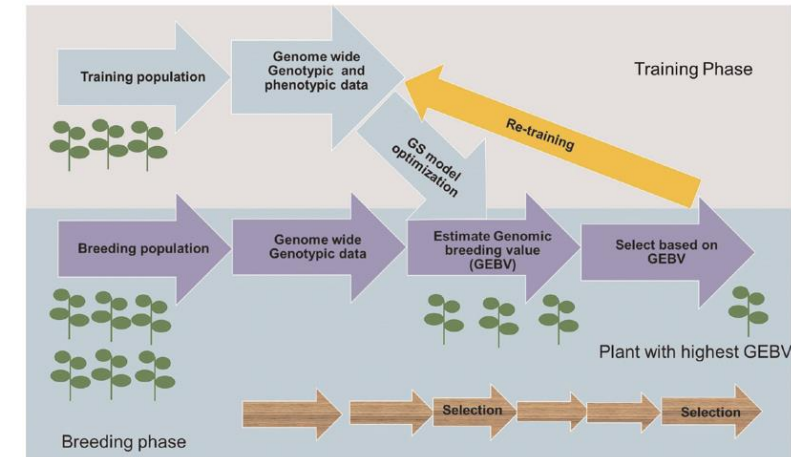 Training population
Genome wide
Genotypic and
phenotypic data
Training Phase
Re-training
GS model
optimization
Breeding population
Genome wide
Genotypic data
Estimate Genomic
breeding value
(GEBV)
Select based on
GEBV
Plant with highest GEBV
Selection
Selection
Breeding phase